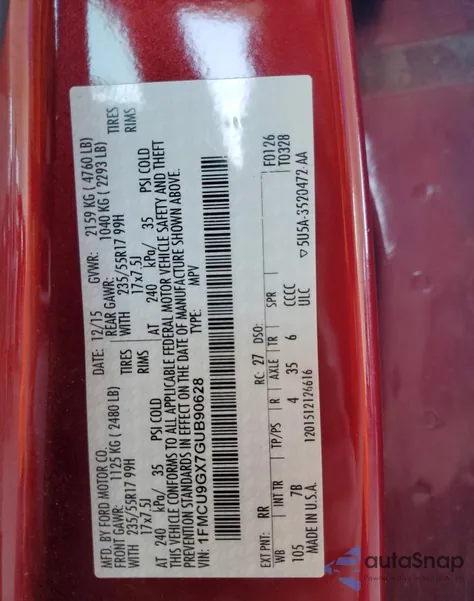 MFD. BY FORD MOTOR CO.
DATE: 12/15 GVWR: 2159 KG ( 4760 LB)
FRONT GAWR: 1125 KG ( 2480 LB) REAR GAWR: 1040 KG ( 2293 LB)
WITH 235/55R17 99H TIRES WITH 235/55R17 99H TIRES
17x7.5J RIMS 17x7.5J RIMS
AT 240 kPa/ 35 PSI COLD AT 240 kPa/ 35 PSI COLD
THIS VEHICLE CONFORMS TO ALL APPLICABLE FEDERAL MOTOR VEHICLE SAFETY AND THEFT
PREVENTION STANDARDS IN EFFECT ON THE DATE OF MANUFACTURE SHOWN ABOVE.
VIN: 1FMCU9GX7GUB90628
TYPE: MPV
F0126
T0328
EXT PNT: RR RC: 27 DSO:
WB INT TR TP/PS R AXLE TR SPR
105 7B 4 35 6 CCCC
MADE IN U.S.A. 1201512126616 ULC
▽5U5A-3520472-AA
autoSnap